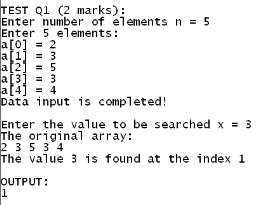 TEST Q1 (2 marks):
Enter number of elements n = 5
Enter 5 elements:
a[0] = 2
a[1] = 3
a[2] = 5
a[3] = 3
a[4] = 4
Data input is completed!
Enter the value to be searched x = 3
The original array:
2 3 5 3 4
The value 3 is found at the index 1
OUTPUT:
1